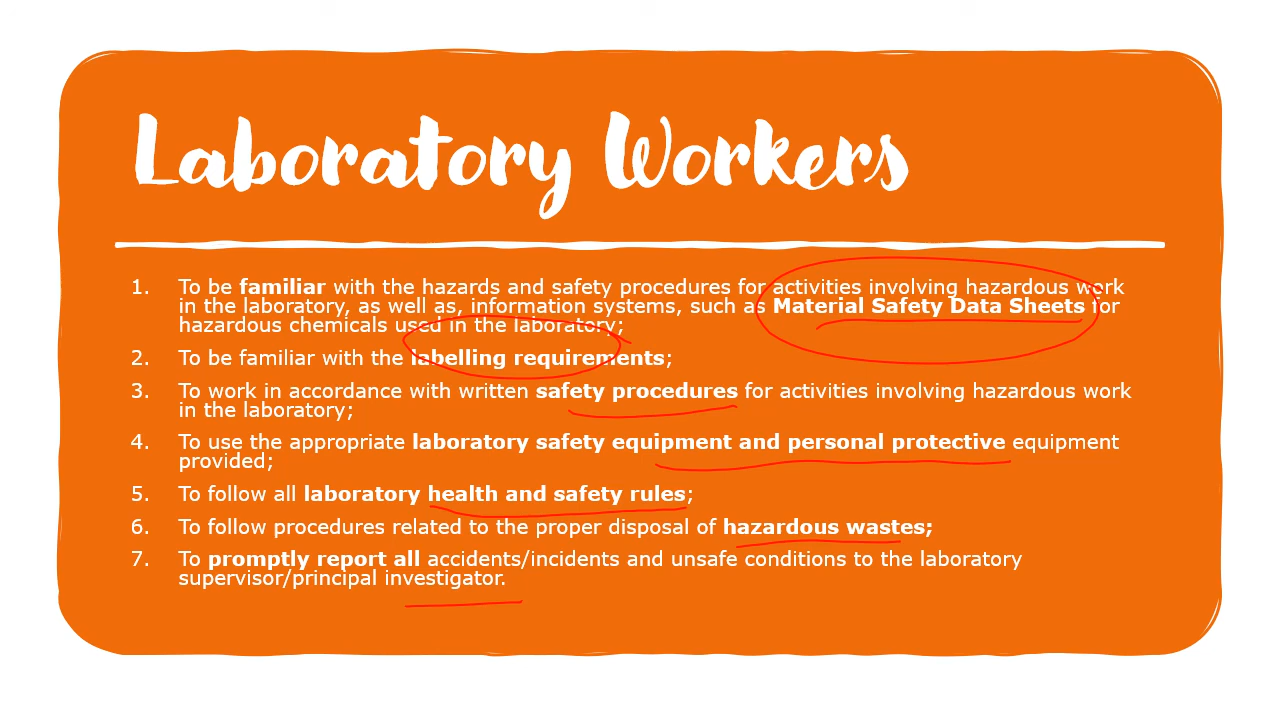 Laboratory Workers
1. To be familiar with the hazards and safety procedures for activities involving hazardous work
in the laboratory, as well as, information systems, such as Material Safety Data Sheets for
hazardous chemicals used in the laboratory;
2. To be familiar with the labelling requirements;
3. To work in accordance with written safety procedures for activities involving hazardous work
in the laboratory;
4. To use the appropriate laboratory safety equipment and personal protective equipment
provided;
5. To follow all laboratory health and safety rules;
6. To follow procedures related to the proper disposal of hazardous wastes;
7. To promptly report all accidents/incidents and unsafe conditions to the laboratory
supervisor/principal investigator.